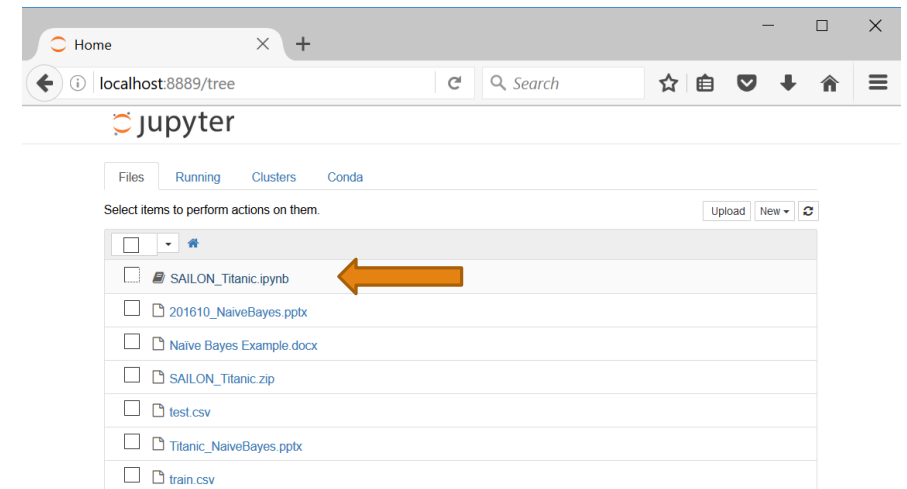 Home
localhost:8889/tree
Search
jupyter
Files Running Clusters Conda
Select items to perform actions on them.
Upload New
SAILON_Titanic.ipynb
201610_NaiveBayes.pptx
Naïve Bayes Example.docx
SAILON_Titanic.zip
test.csv
Titanic_NaiveBayes.pptx
train.csv